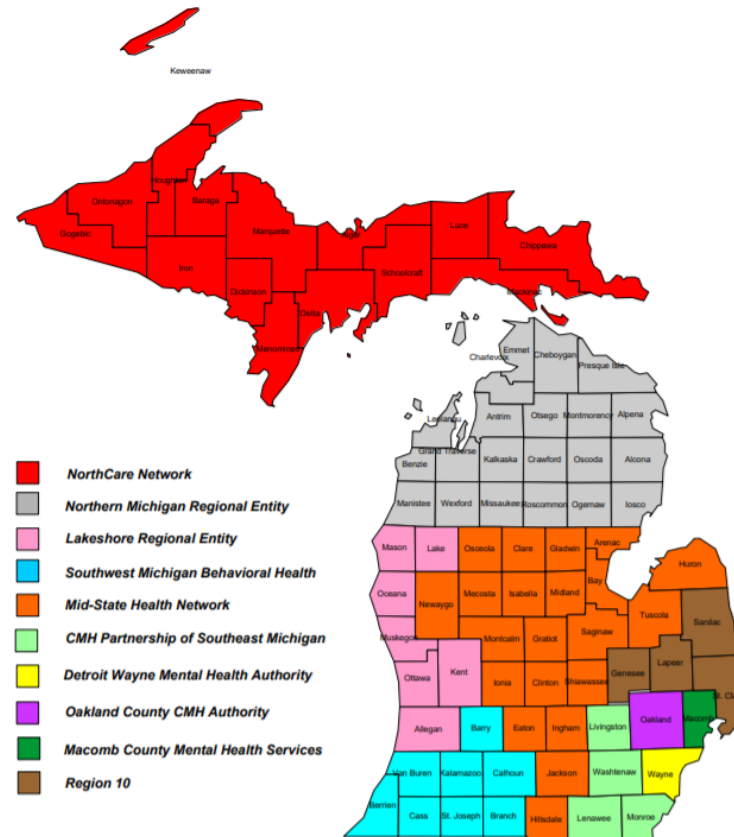 Keweenaw
Houghton
Ontonagon
Baraga
Gogebic
Marquette
Alger
Luce
Chippewa
Iron
Schoolcraft
Dickinson
Mackinac
Delta
Menominee
Emmet
Charlevoix
Cheboygan
Presque Isle
Antrim
Otsego
Montmorency
Alpena
Leelanau
Grand Traverse
Benzie
Kalkaska
Crawford
Oscoda
Alcona
Manistee
Wexford
Missaukee
Roscommon
Ogemaw
Iosco
NorthCare Network
Northern Michigan Regional Entity
Lakeshore Regional Entity
Southwest Michigan Behavioral Health
Mid-State Health Network
CMH Partnership of Southeast Michigan
Detroit Wayne Mental Health Authority
Oakland County CMH Authority
Macomb County Mental Health Services
Region 10
Mason
Lake
Osceola
Clare
Gladwin
Arenac
Huron
Oceana
Newaygo
Mecosta
Isabella
Midland
Bay
Tuscola
Sanilac
Muskegon
Montcalm
Gratiot
Saginaw
Ottawa
Kent
Ionia
Clinton
Shiawassee
Genesee
Lapeer
St. Cla
Allegan
Barry
Eaton
Ingham
Livingston
Oakland
Macomb
Van Buren
Kalamazoo
Calhoun
Jackson
Washtenaw
Wayne
Berrien
Cass
St. Joseph
Branch
Hillsdale
Lenawee
Monroe